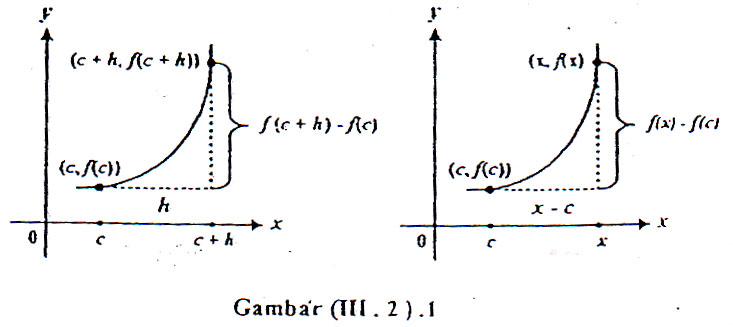 y
(c + h, f(c + h))
f(c + h) - f(c)
(c, f(c))
h
0
c
c + h
x
y
(x, f(x))
f(x) - f(c)
(c, f(c))
x - c
0
c
x
x
Gambar (III . 2) .1